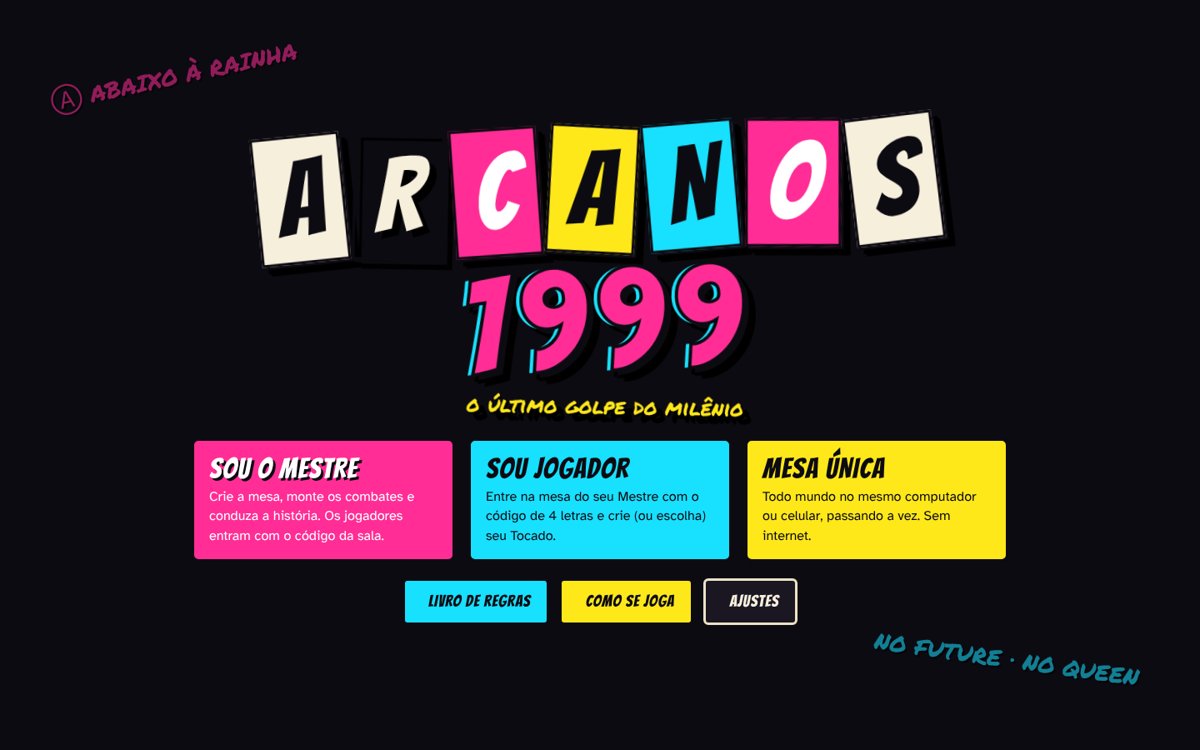 Ⓐ ABAIXO À RAINHA
ARCANOS
1999
O ÚLTIMO GOLPE DO MILÊNIO
SOU O MESTRE
Crie a mesa, monte os combates e
conduza a história. Os jogadores
entram com o código da sala.
SOU JOGADOR
Entre na mesa do seu Mestre com o
código de 4 letras e crie (ou escolha)
seu Tocado.
MESA ÚNICA
Todo mundo no mesmo computador
ou celular, passando a vez. Sem
internet.
LIVRO DE REGRAS
COMO SE JOGA
AJUSTES
NO FUTURE · NO QUEEN